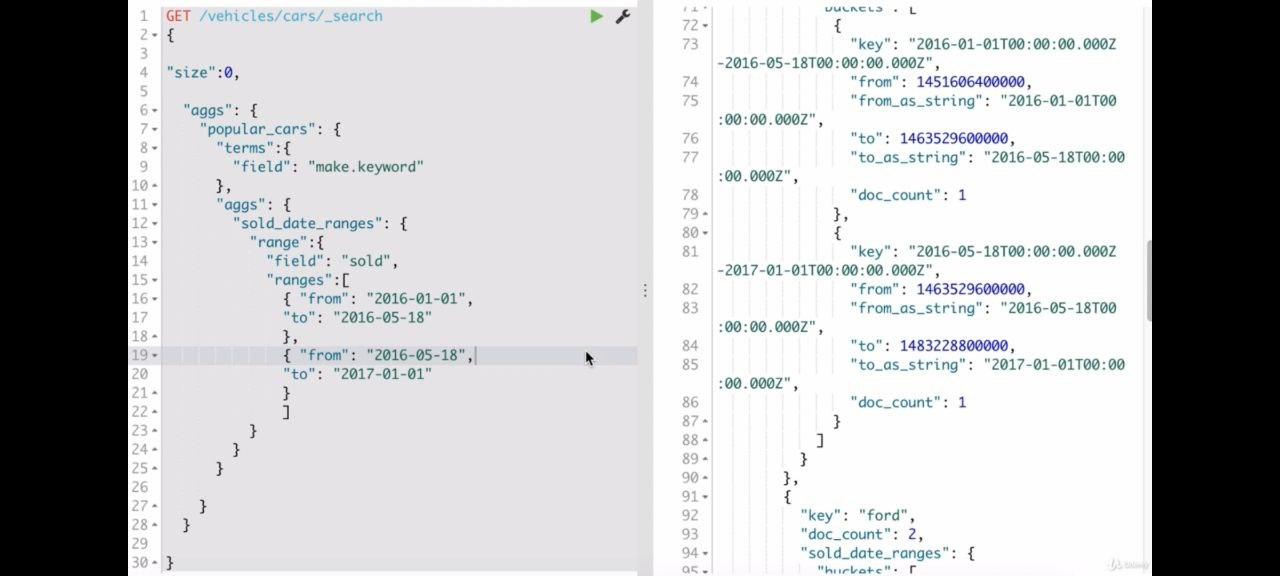 1 GET /vehicles/cars/_search
2 {
3
4 "size":0,
5
6 "aggs": {
7 "popular_cars": {
8 "terms":{
9 "field": "make.keyword"
10 },
11 "aggs": {
12 "sold_date_ranges": {
13 "range":{
14 "field": "sold",
15 "ranges":[
16 { "from": "2016-01-01",
17 "to": "2016-05-18"
18 },
19 { "from": "2016-05-18",
20 "to": "2017-01-01"
21 }
22 ]
23 }
24 }
25 }
26
27 }
28 }
29
30 }
71 "buckets": [
72 {
73 "key": "2016-01-01T00:00:00.000Z
-2016-05-18T00:00:00.000Z",
74 "from": 1451606400000,
75 "from_as_string": "2016-01-01T00
:00:00.000Z",
76 "to": 1463529600000,
77 "to_as_string": "2016-05-18T00:00
:00.000Z",
78 "doc_count": 1
79 },
80 {
81 "key": "2016-05-18T00:00:00.000Z
-2017-01-01T00:00:00.000Z",
82 "from": 1463529600000,
83 "from_as_string": "2016-05-18T00
:00:00.000Z",
84 "to": 1483228800000,
85 "to_as_string": "2017-01-01T00:00
:00.000Z",
86 "doc_count": 1
87 }
88 ]
89 }
90 },
91 {
92 "key": "ford",
93 "doc_count": 2,
94 "sold_date_ranges": {
95 "buckets": [
Udemy